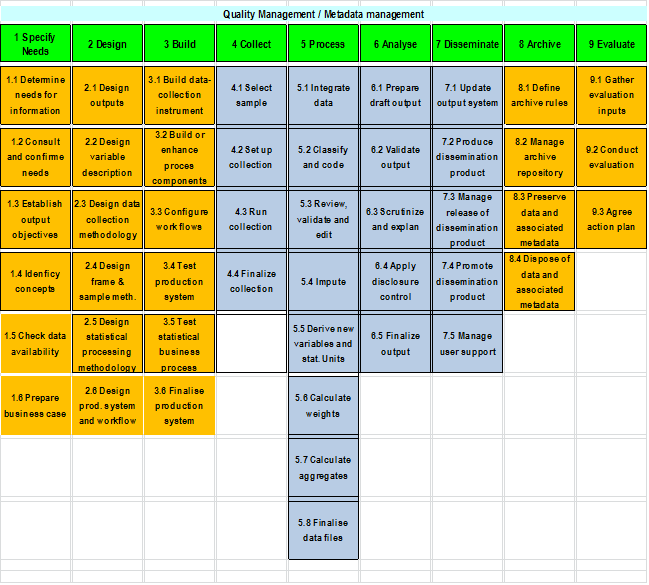 Quality Management / Metadata management
1 Specify
Needs
2 Design
3 Build
4 Collect
5 Process
6 Analyse
7 Disseminate
8 Archive
9 Evaluate
1.1 Determine
needs for
information
2.1 Design
outputs
3.1 Build data-
collection
instrument
4.1 Select
sample
5.1 Integrate
data
6.1 Prepare
draft output
7.1 Update
output system
8.1 Define
archive rules
9.1 Gather
evaluation
inputs
1.2 Consult
and confirme
needs
2.2 Design
variable
description
3.2 Build or
enhance
proces
components
4.2 Set up
collection
5.2 Classify
and code
6.2 Validate
output
7.2 Produce
dissemination
product
8.2 Manage
archive
repository
9.2 Conduct
evaluation
1.3 Establish
output
objectives
2.3 Design data
collection
methodology
3.3 Configure
workflows
4.3 Run
collection
5.3 Review,
validate and
edit
6.3 Scrutinize
and explan
7.3 Manage
release of
dissemination
product
8.3 Preserve
data and
associated
metadata
9.3 Agree
action plan
1.4 Idenficy
concepts
2.4 Design
frame &
sample meth.
3.4 Test
production
system
4.4 Finalize
collection
5.4 Impute
6.4 Apply
disclosure
control
7.4 Promote
dissemination
product
8.4 Dispose of
data and
associated
metadata
1.5 Check data
availability
2.5 Design
statistical
processing
methodology
3.5 Test
statistical
business
process
5.5 Derive new
variables and
stat. Units
6.5 Finalize
output
7.5 Manage
user support
1.6 Prepare
business case
2.6 Design
prod. system
and workflow
3.6 Finalise
production
system
5.6 Calculate
weights
5.7 Calculate
aggregates
5.8 Finalise
data files